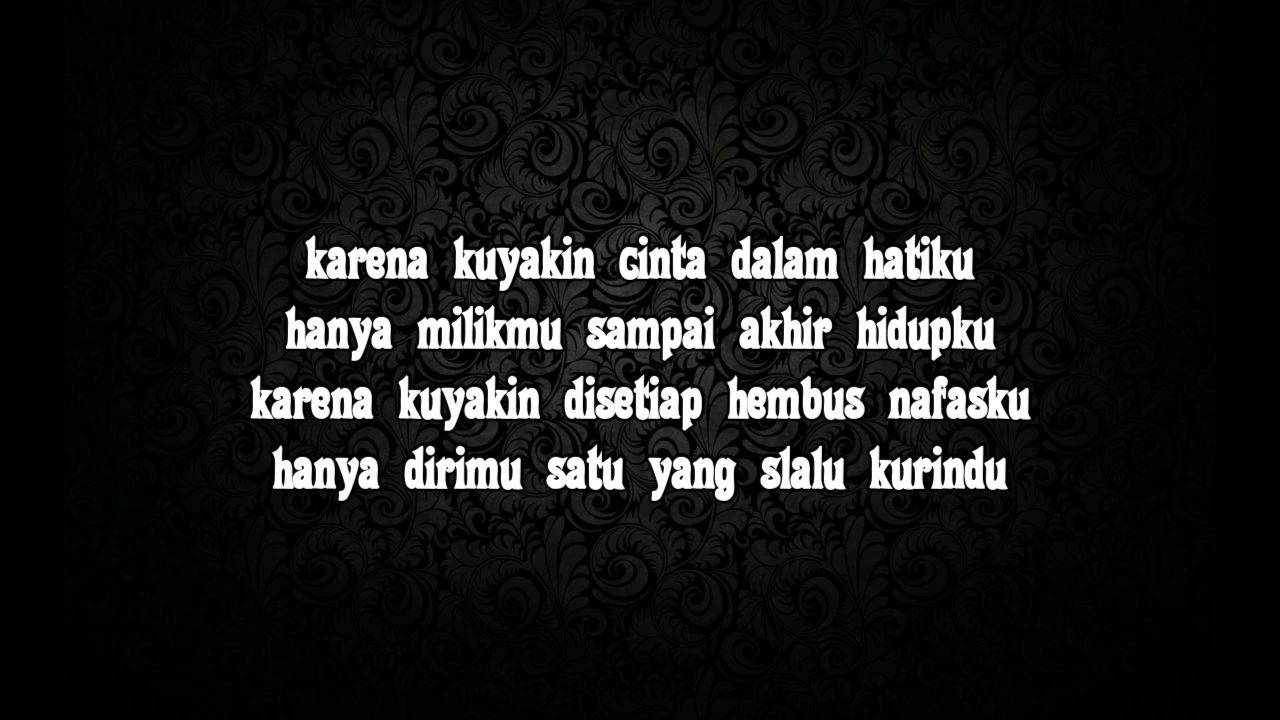 karena kuyakin cinta dalam hatiku
hanya milikmu sampai akhir hidupku
karena kuyakin disetiap hembus nafasku
hanya dirimu satu yang slalu kurindu